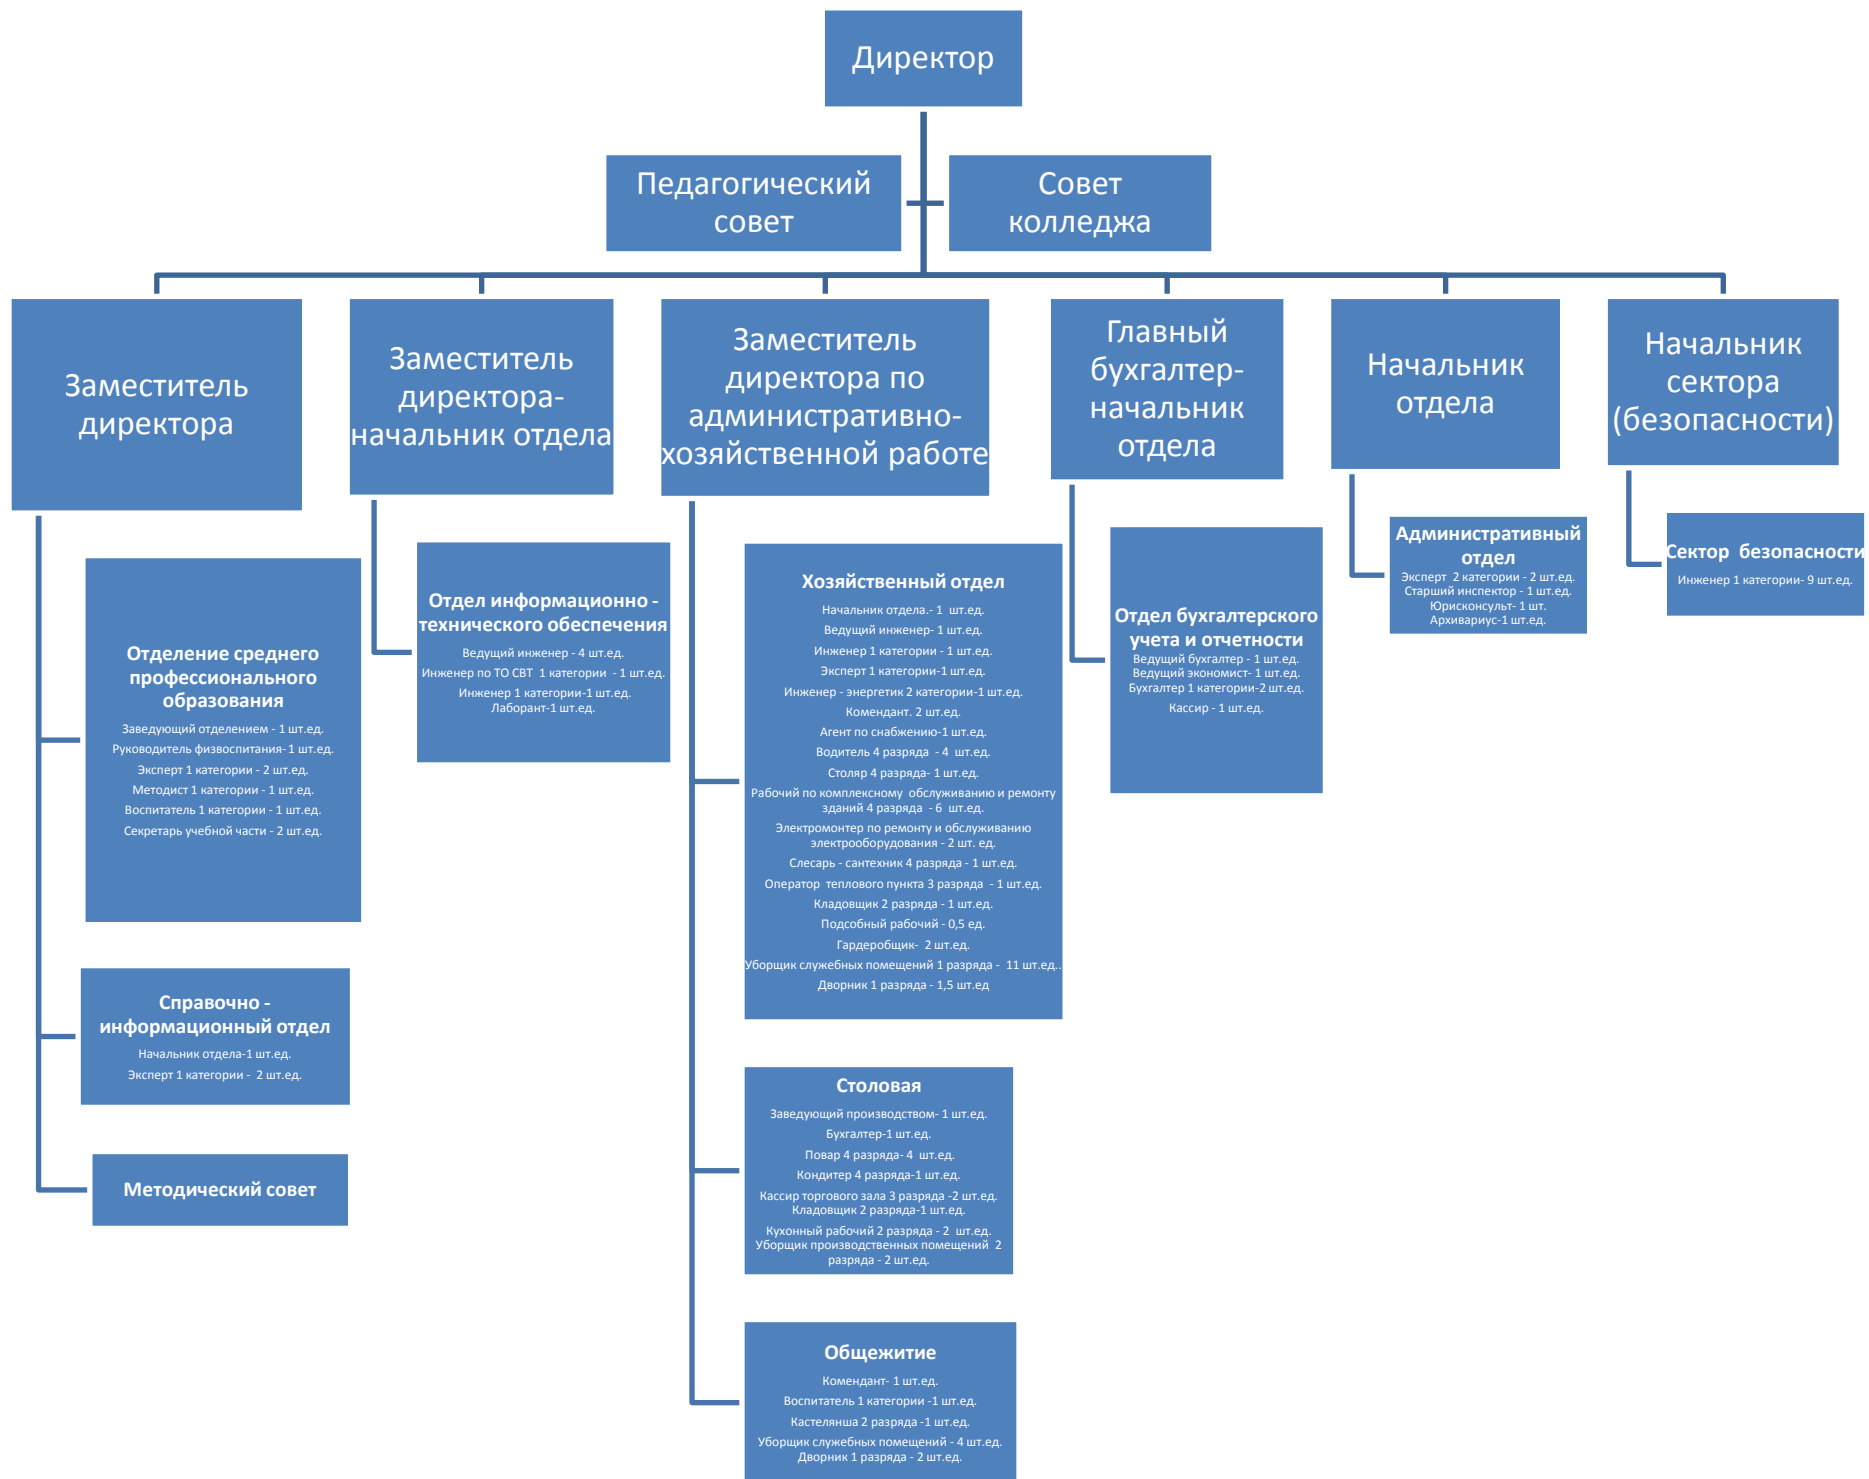 Директор
Педагогический
совет
Совет
колледжа
Заместитель
директора
Заместитель
директора-
начальник отдела
Заместитель
директора по
административно-
хозяйственной работе
Главный
бухгалтер-
начальник
отдела
Начальник
отдела
Начальник
сектора
(безопасности)
Отделение среднего
профессионального
образования
Заведующий отделением - 1 шт.ед.
Руководитель физвоспитания- 1 шт.ед.
Эксперт 1 категории - 2 шт.ед.
Методист 1 категории - 1 шт.ед.
Воспитатель 1 категории - 1 шт.ед.
Секретарь учебной части - 2 шт.ед.
Справочно -
информационный отдел
Начальник отдела-1 шт.ед.
Эксперт 1 категории -  2 шт.ед.
Методический совет
Отдел информационно -
технического обеспечения
Ведущий инженер - 4 шт.ед.
Инженер по ТО СВТ  1 категории  - 1 шт.ед.
Инженер 1 категории-1 шт.ед.
Лаборант-1 шт.ед.
Хозяйственный отдел
Начальник отдела.- 1  шт.ед.
Ведущий инженер- 1 шт.ед.
Инженер 1 категории - 1 шт.ед.
Эксперт 1 категории-1 шт.ед.
Инженер - энергетик 2 категории-1 шт.ед.
Комендант. 2 шт.ед.
Агент по снабжению-1 шт.ед.
Водитель 4 разряда  - 4  шт.ед.
Столяр 4 разряда- 1 шт.ед.
Рабочий по комплексному  обслуживанию и ремонту
зданий 4 разряда  - 6  шт.ед.
Электромонтер по ремонту и обслуживанию
электрооборудования - 2 шт. ед.
Слесарь - сантехник 4 разряда - 1 шт.ед.
Оператор  теплового пункта 3 разряда  - 1 шт.ед.
Кладовщик 2 разряда - 1 шт.ед.
Подсобный рабочий - 0,5 ед.
Гардеробщик-  2 шт.ед.
Уборщик служебных помещений 1 разряда -  11 шт.ед..
Дворник 1 разряда - 1,5 шт.ед
Столовая
Заведующий производством- 1 шт.ед.
Бухгалтер-1 шт.ед.
Повар 4 разряда- 4  шт.ед.
Кондитер 4 разряда-1 шт.ед.
Кассир торгового зала 3 разряда -2 шт.ед.
Кладовщик 2 разряда-1 шт.ед.
Кухонный рабочий 2 разряда - 2  шт.ед.
Уборщик производственных помещений  2
разряда - 2 шт.ед.
Общежитие
Комендант- 1 шт.ед.
Воспитатель 1 категории -1 шт.ед.
Кастелянша 2 разряда -1 шт.ед.
Уборщик служебных помещений - 4 шт.ед.
Дворник 1 разряда - 2 шт.ед.
Отдел бухгалтерского
учета и отчетности
Ведущий бухгалтер - 1 шт.ед.
Ведущий экономист- 1 шт.ед.
Бухгалтер 1 категории-2 шт.ед.
Кассир - 1 шт.ед.
Административный
отдел
Эксперт  2 категории - 2 шт.ед.
Старший инспектор - 1 шт.ед.
Юрисконсульт- 1 шт.
Архивариус-1 шт.ед.
Сектор  безопасности
Инженер 1 категории- 9 шт.ед.